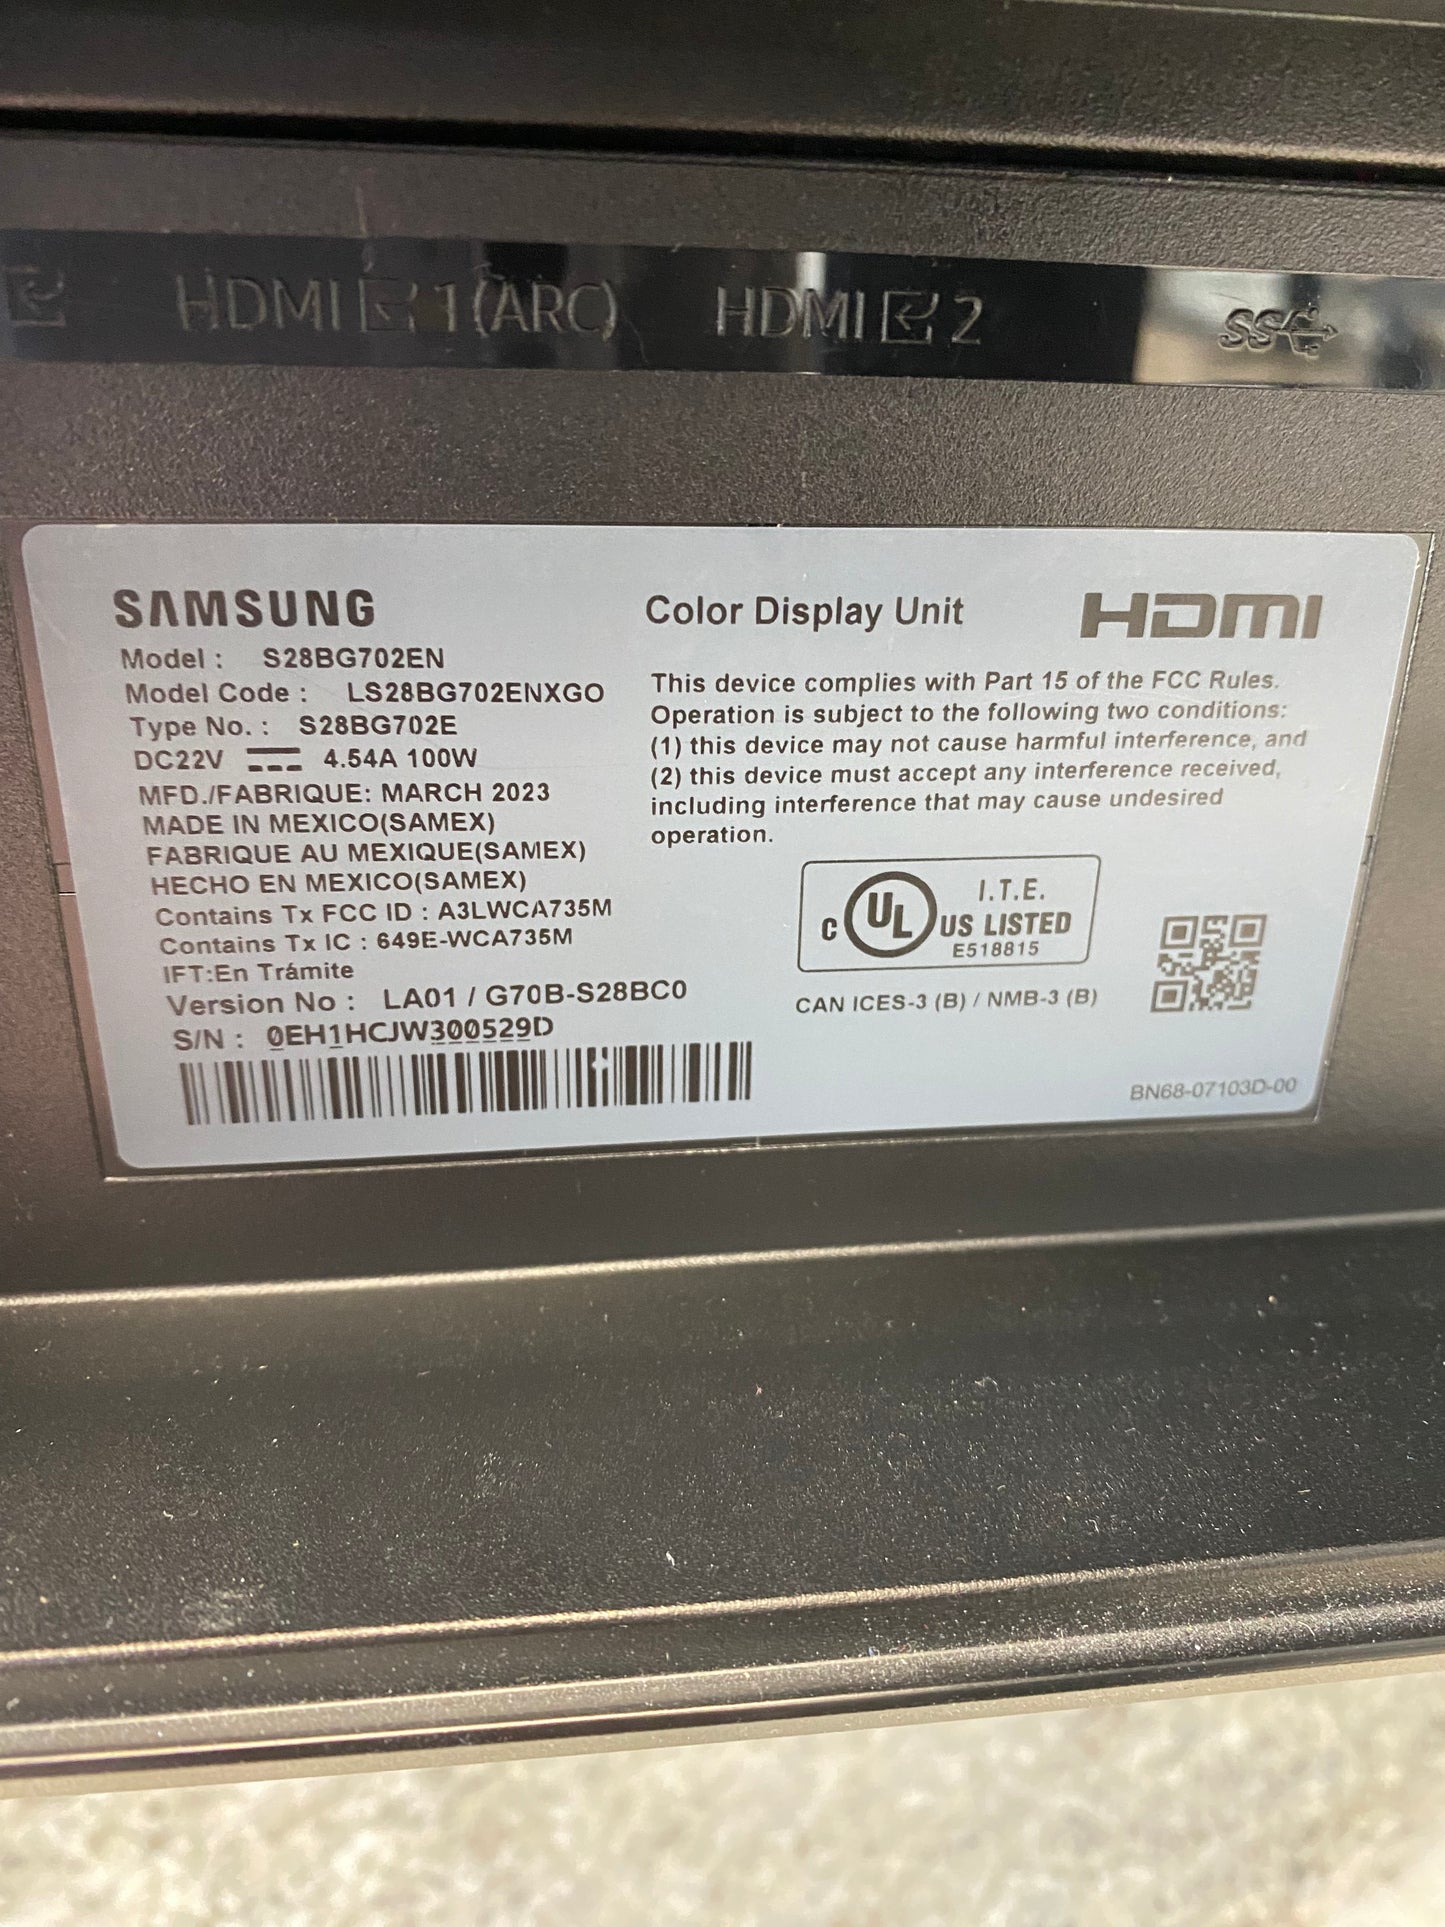 HDMI 1(ARC) HDMI 2 SS
SAMSUNG
Model : S28BG702EN
Model Code : LS28BG702ENXGO
Type No. : S28BG702E
DC22V 4.54A 100W
MFD./FABRIQUE: MARCH 2023
MADE IN MEXICO(SAMEX)
FABRIQUE AU MEXIQUE(SAMEX)
HECHO EN MEXICO(SAMEX)
Contains Tx FCC ID : A3LWCA735M
Contains Tx IC : 649E-WCA735M
IFT:En Trámite
Version No : LA01 / G70B-S28BC0
S/N : 0EH1HCJW300529D
Color Display Unit
HDMI
This device complies with Part 15 of the FCC Rules.
Operation is subject to the following two conditions:
(1) this device may not cause harmful interference, and
(2) this device must accept any interference received,
including interference that may cause undesired
operation.
C UL US LISTED
I.T.E.
E518815
CAN ICES-3 (B) / NMB-3 (B)
BN68-07103D-00